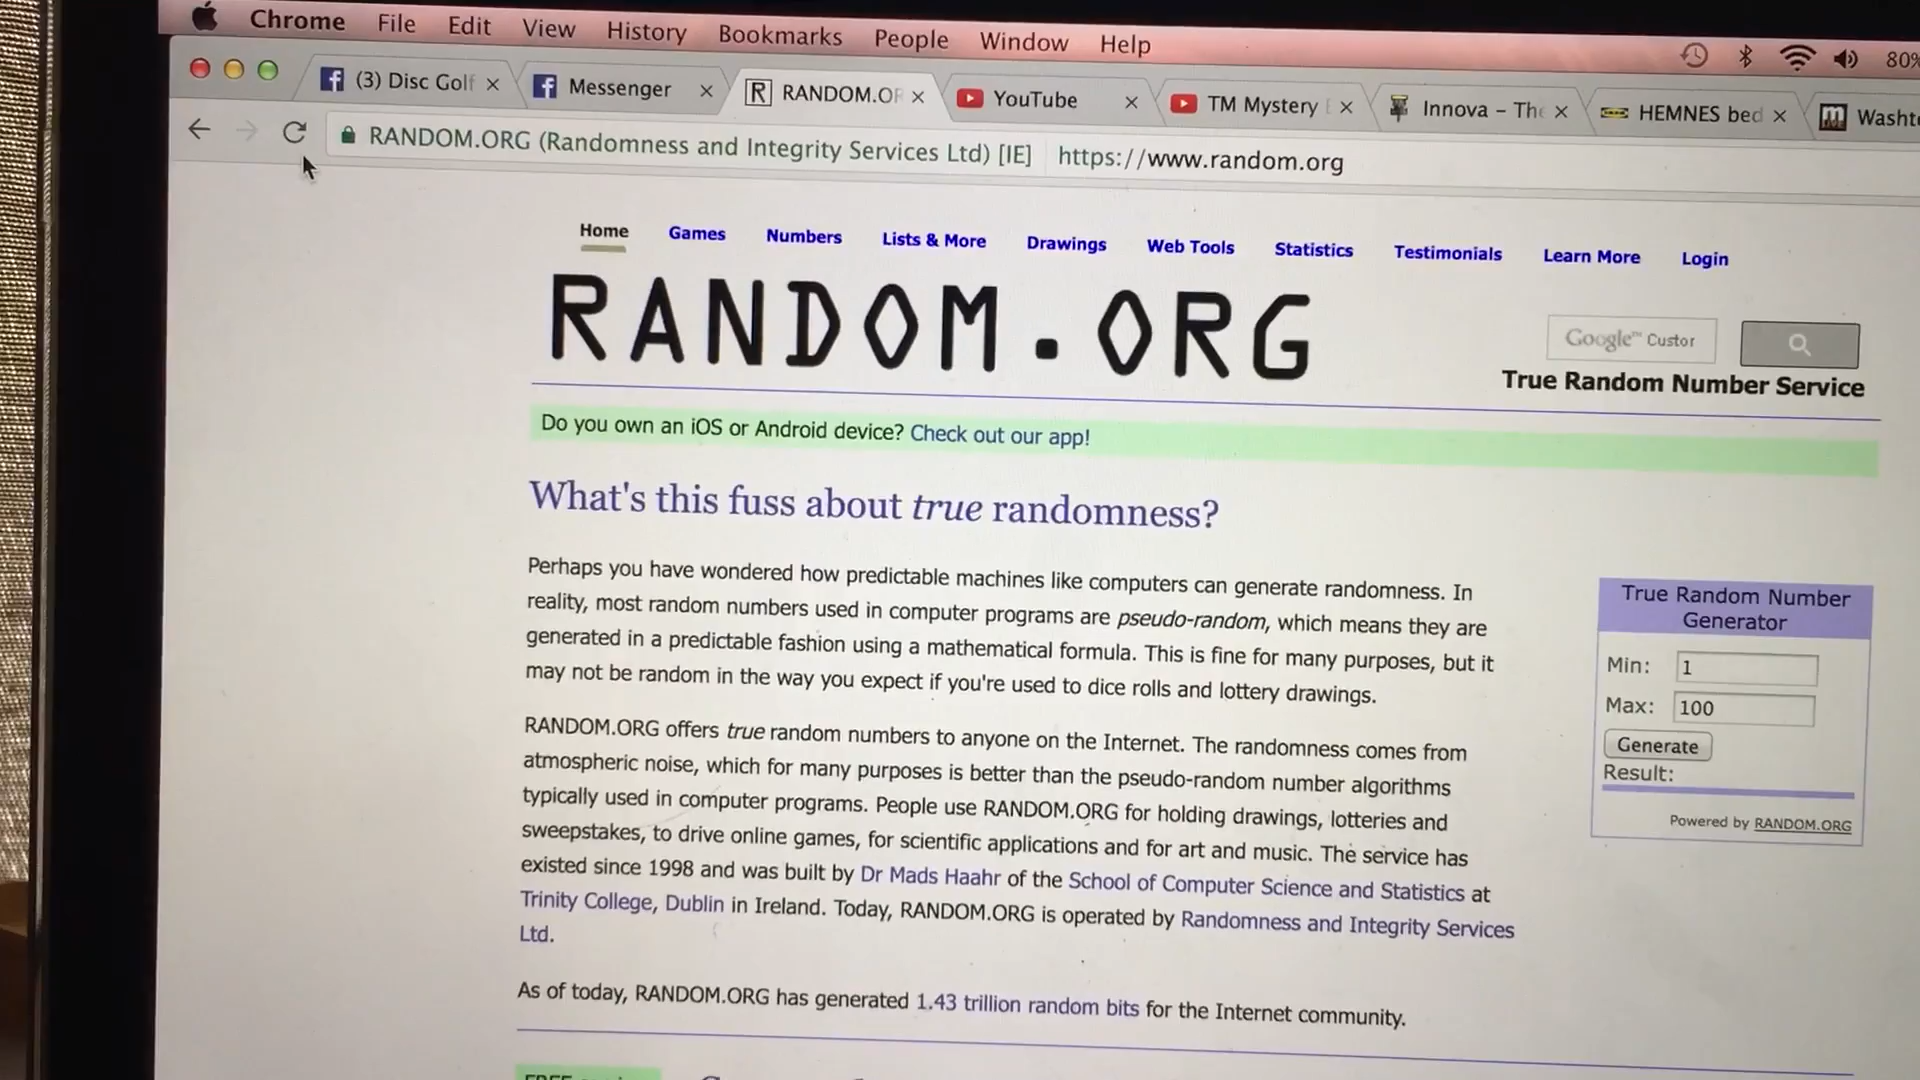 Chrome File Edit View History Bookmarks People Window Help 80%
(3) Disc Golf Messenger RANDOM.OR YouTube TM Mystery Innova - The HEMNES bed Washt
RANDOM.ORG (Randomness and Integrity Services Ltd) [IE] https://www.random.org
Home Games Numbers Lists & More Drawings Web Tools Statistics Testimonials Learn More Login
RANDOM.ORG
Google™ Custor
True Random Number Service
Do you own an iOS or Android device? Check out our app!
What's this fuss about true randomness?
Perhaps you have wondered how predictable machines like computers can generate randomness. In
reality, most random numbers used in computer programs are pseudo-random, which means they are
generated in a predictable fashion using a mathematical formula. This is fine for many purposes, but it
may not be random in the way you expect if you're used to dice rolls and lottery drawings.
RANDOM.ORG offers true random numbers to anyone on the Internet. The randomness comes from
atmospheric noise, which for many purposes is better than the pseudo-random number algorithms
typically used in computer programs. People use RANDOM.ORG for holding drawings, lotteries and
sweepstakes, to drive online games, for scientific applications and for art and music. The service has
existed since 1998 and was built by Dr Mads Haahr of the School of Computer Science and Statistics at
Trinity College, Dublin in Ireland. Today, RANDOM.ORG is operated by Randomness and Integrity Services
Ltd.
As of today, RANDOM.ORG has generated 1.43 trillion random bits for the Internet community.
True Random Number
Generator
Min: 1
Max: 100
Generate
Result:
Powered by RANDOM.ORG